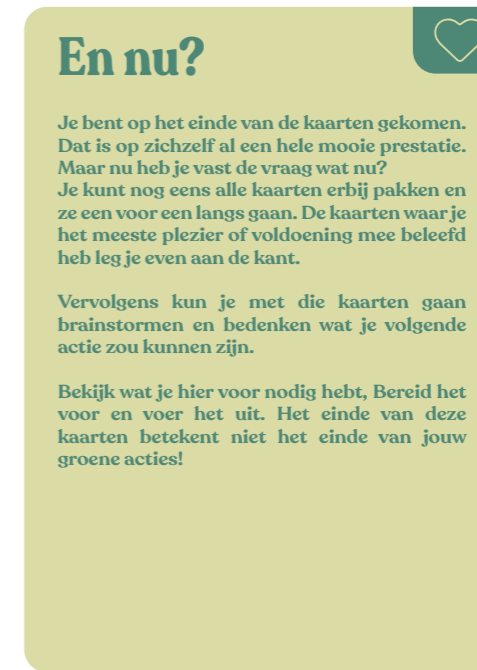 En nu?
Je bent op het einde van de kaarten gekomen.
Dat is op zichzelf al een hele mooie prestatie.
Maar nu heb je vast de vraag wat nu?
Je kunt nog eens alle kaarten erbij pakken en
ze een voor een langs gaan. De kaarten waar je
het meeste plezier of voldoening mee beleefd
heb leg je even aan de kant.
Vervolgens kun je met die kaarten gaan
brainstormen en bedenken wat je volgende
actie zou kunnen zijn.
Bekijk wat je hier voor nodig hebt, Bereid het
voor en voer het uit. Het einde van deze
kaarten betekent niet het einde van jouw
groene acties!